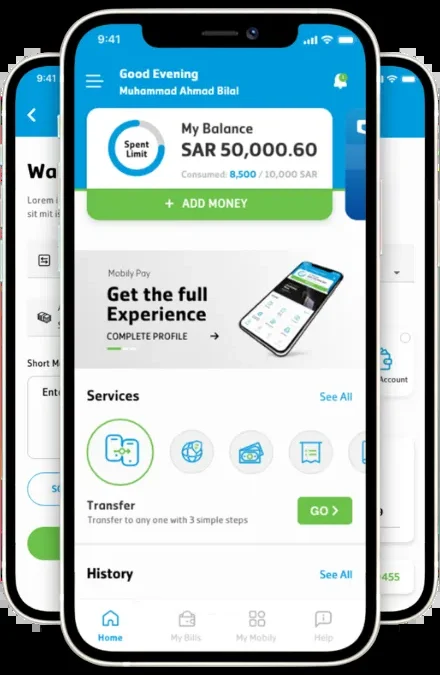 9:41
Good Evening
Muhammad Ahmad Bilal
My Balance
Spent
Limit
SAR 50,000.60
Consumed: 8,500 / 10,000 SAR
+ ADD MONEY
Mobily Pay
Get the full
Experience
COMPLETE PROFILE
Services
See All
Transfer
Transfer to any one with 3 simple steps
GO
History
See All
Home
My Bills
My Mobily
Help
9:41
Wa
Lorem i
sit mit is
Short M
Ent
Account
455